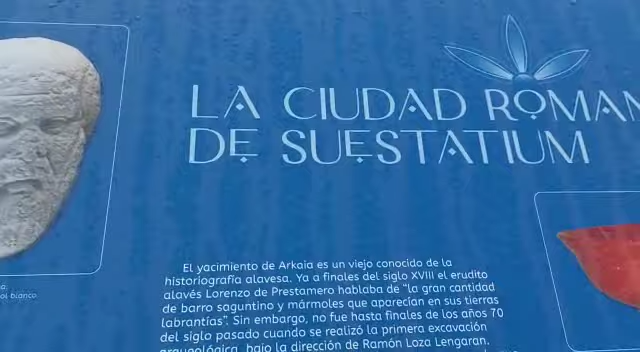 LA CIUDAD ROMAN
DE SUESTATIUM
El yacimiento de Arkaia es un viejo conocido de la
historiografía alavesa. Ya a finales del siglo XVIII el erudito
alavés Lorenzo de Prestamero hablaba de "la gran cantidad
de barro saguntino y mármoles que aparecían en sus tierras
labrantías". Sin embargo, no fue hasta finales de los años 70
del siglo pasado cuando se realizó la primera excavación
arqueológica, bajo la dirección de Ramón Loza Lengaran.
ol blanco.